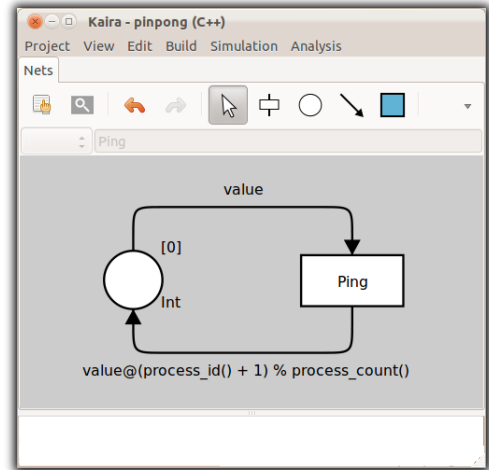 Kaira - pinpong (C++)
Project View Edit Build Simulation Analysis
Nets
Ping
value
[0]
Ping
Int
value@(process_id() + 1) % process_count()